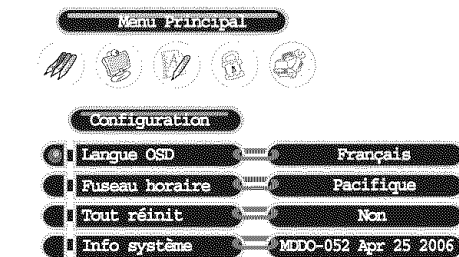 Menu Principal
Configuration
Langue OSD Français
Fuseau horaire Pacifique
Tout réinit Non
Info système MDDO-052 Apr 25 2006